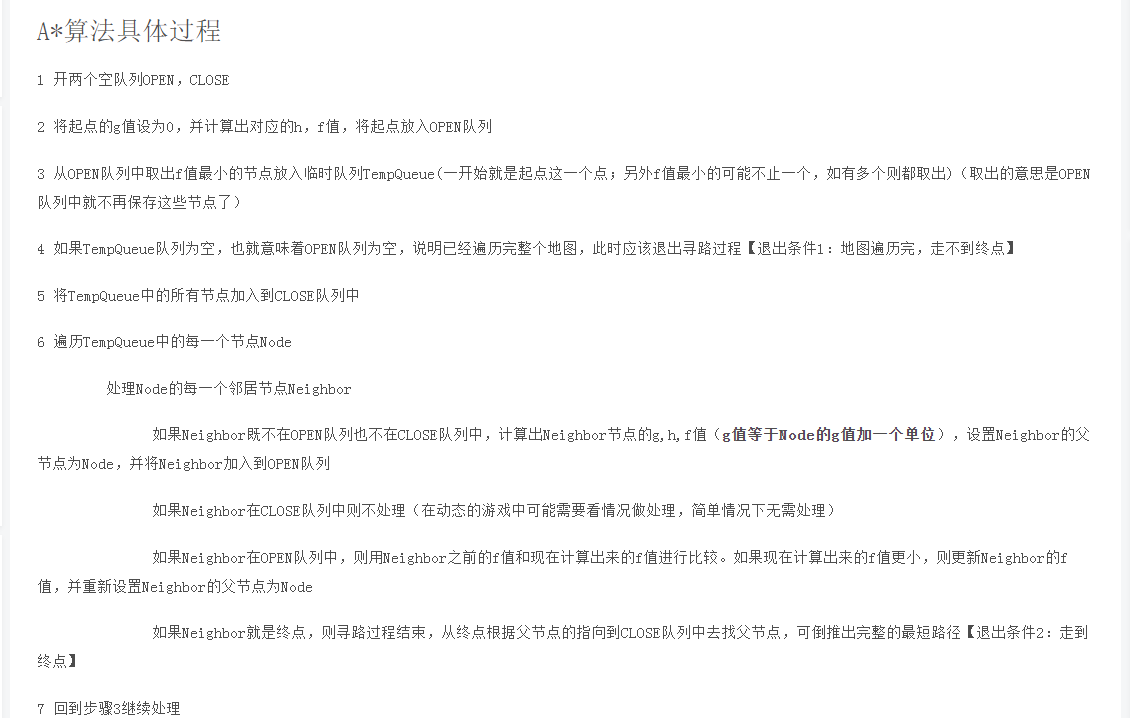 A*算法具体过程
1 开两个空队列OPEN，CLOSE
2 将起点的g值设为0，并计算出对应的h，f值，将起点放入OPEN队列
3 从OPEN队列中取出f值最小的节点放入临时队列TempQueue(一开始就是起点这一个点；另外f值最小的可能不止一个，如有多个则都取出)（取出的意思是OPEN
队列中就不再保存这些节点了）
4 如果TempQueue队列为空，也就意味着OPEN队列为空，说明已经遍历完整个地图，此时应该退出寻路过程【退出条件1：地图遍历完，走不到终点】
5 将TempQueue中的所有节点加入到CLOSE队列中
6 遍历TempQueue中的每一个节点Node
处理Node的每一个邻居节点Neighbor
如果Neighbor既不在OPEN队列也不在CLOSE队列中，计算出Neighbor节点的g,h,f值（g值等于Node的g值加一个单位），设置Neighbor的父
节点为Node，并将Neighbor加入到OPEN队列
如果Neighbor在CLOSE队列中则不处理（在动态的游戏中可能需要看情况做处理，简单情况下无需处理）
如果Neighbor在OPEN队列中，则用Neighbor之前的f值和现在计算出来的f值进行比较。如果现在计算出来的f值更小，则更新Neighbor的f
值，并重新设置Neighbor的父节点为Node
如果Neighbor就是终点，则寻路过程结束，从终点根据父节点的指向到CLOSE队列中去找父节点，可倒推出完整的最短路径【退出条件2：走到
终点】
7 回到步骤3继续处理